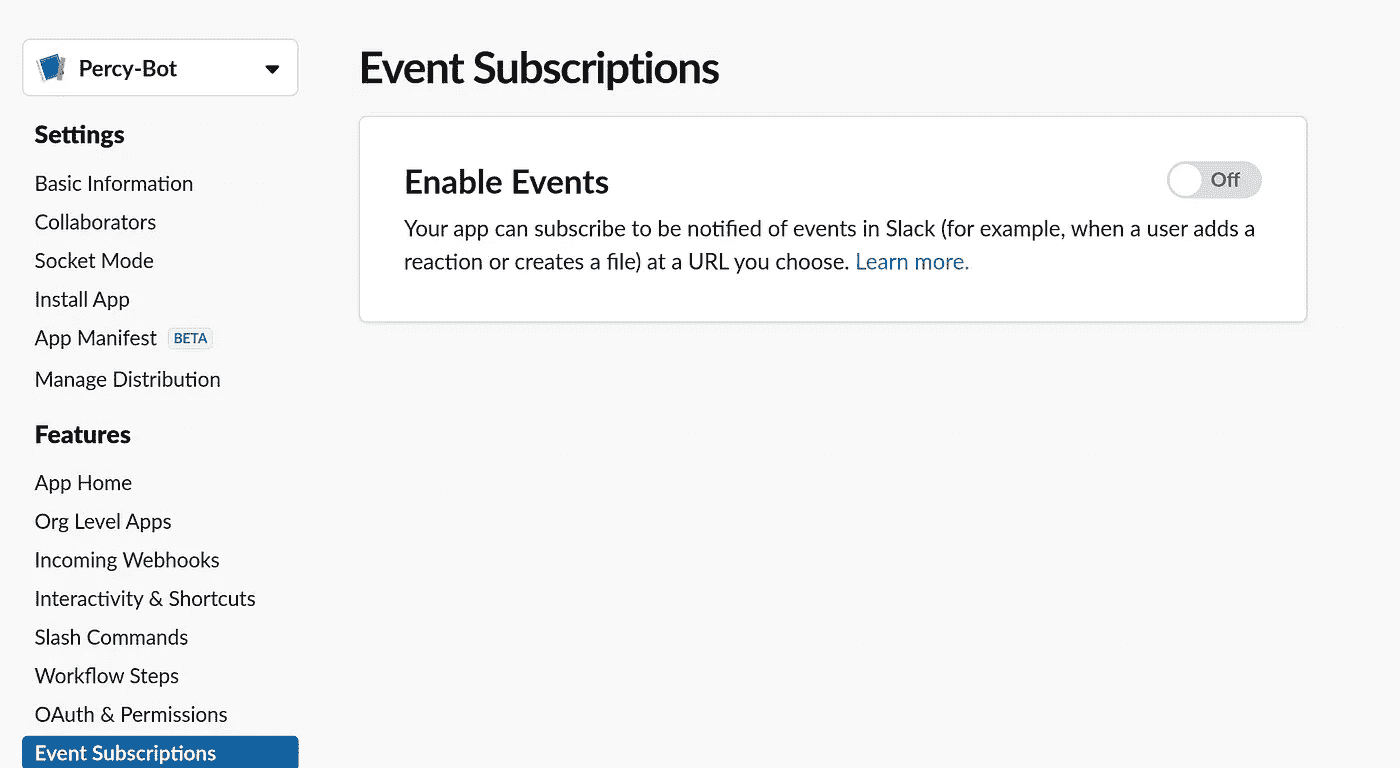 Percy-Bot
Settings
Basic Information
Collaborators
Socket Mode
Install App
App Manifest BETA
Manage Distribution
Features
App Home
Org Level Apps
Incoming Webhooks
Interactivity & Shortcuts
Slash Commands
Workflow Steps
OAuth & Permissions
Event Subscriptions
Event Subscriptions
Enable Events
Off
Your app can subscribe to be notified of events in Slack (for example, when a user adds a
reaction or creates a file) at a URL you choose. Learn more.